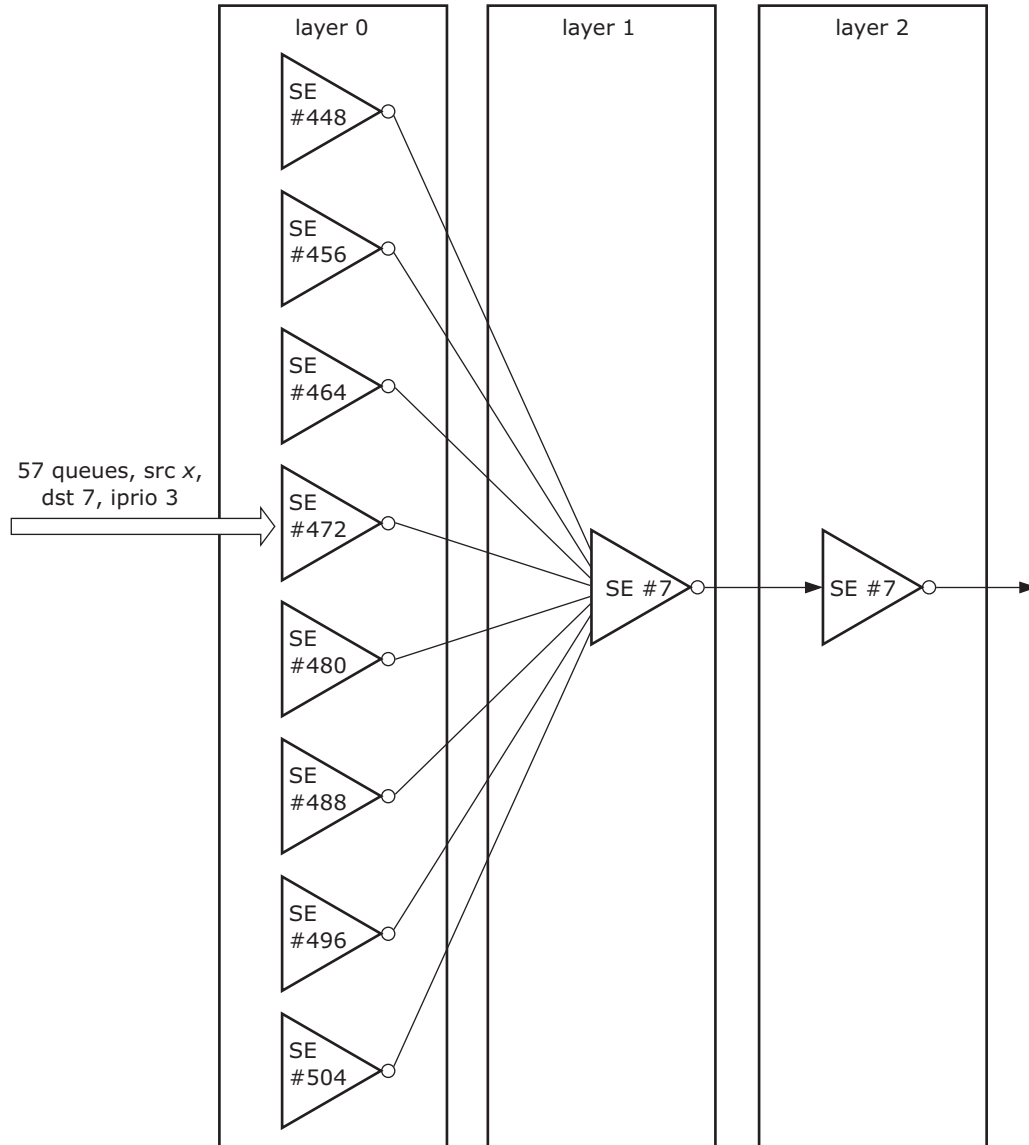 layer 0
layer 1
layer 2
SE
#448
SE
#456
SE
#464
57 queues, src x,
dst 7, iprio 3
SE
#472
SE #7
SE #7
SE
#480
SE
#488
SE
#496
SE
#504